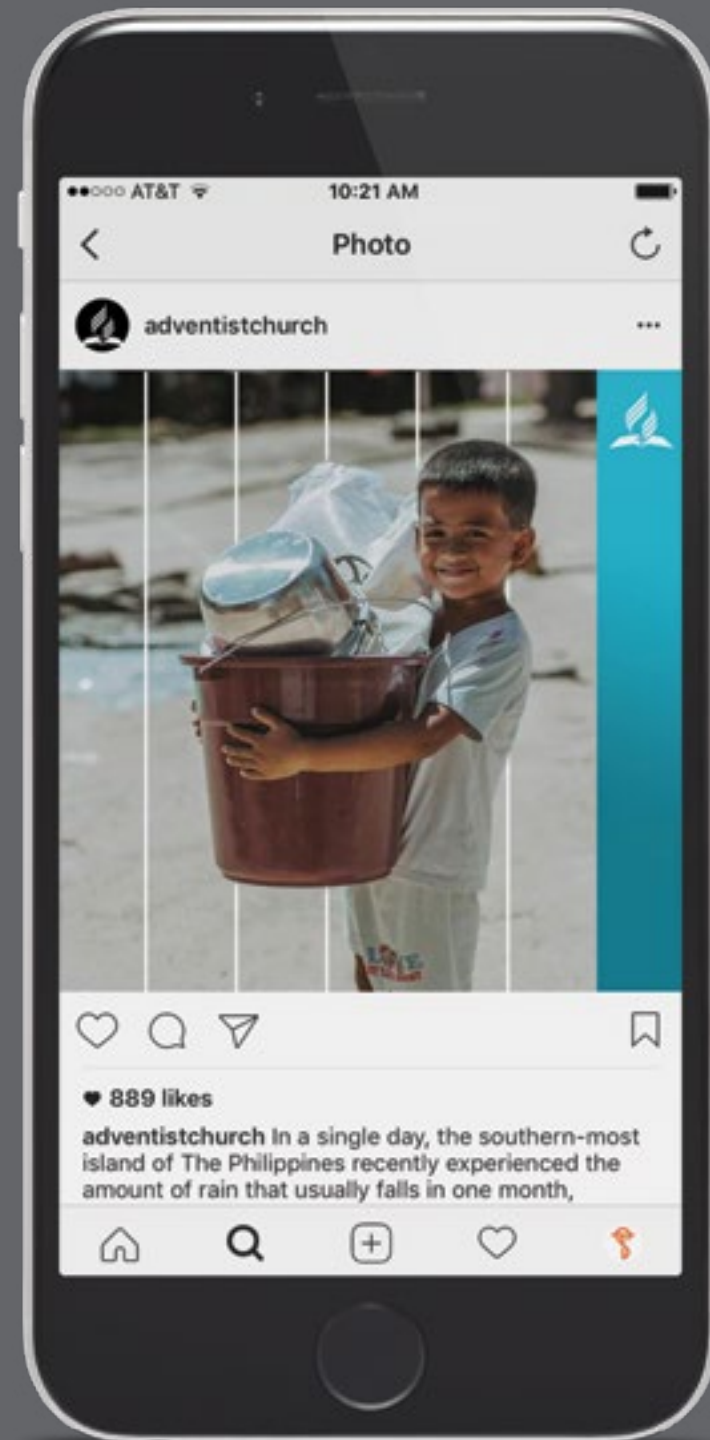 AT&T 10:21 AM
Photo
adventistchurch
889 likes
adventistchurch In a single day, the southern-most
island of The Philippines recently experienced the
amount of rain that usually falls in one month,